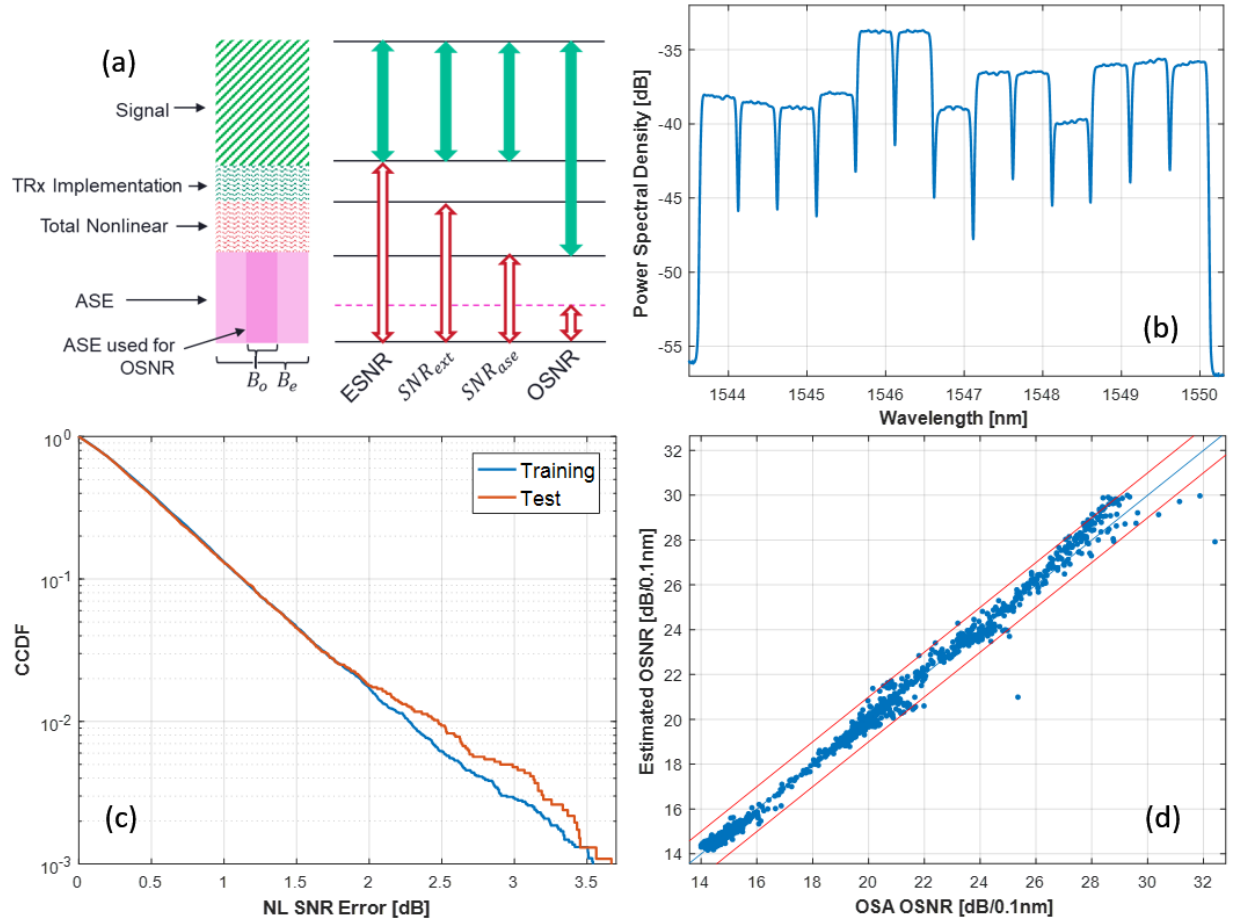 (a)
Signal
TRx Implementation
Total Nonlinear
ASE
ASE used for
OSNR
B_o B_e
ESNR
SNR_ext
SNR_ase
OSNR
Power Spectral Density [dB]
-35
-40
-45
-50
-55
(b)
1544 1545 1546 1547 1548 1549 1550
Wavelength [nm]
CCDF
10^0
10^-1
10^-2
10^-3
Training
Test
(c)
0 0.5 1 1.5 2 2.5 3 3.5
NL SNR Error [dB]
Estimated OSNR [dB/0.1nm]
32
30
28
26
24
22
20
18
16
14
(d)
14 16 18 20 22 24 26 28 30 32
OSA OSNR [dB/0.1nm]